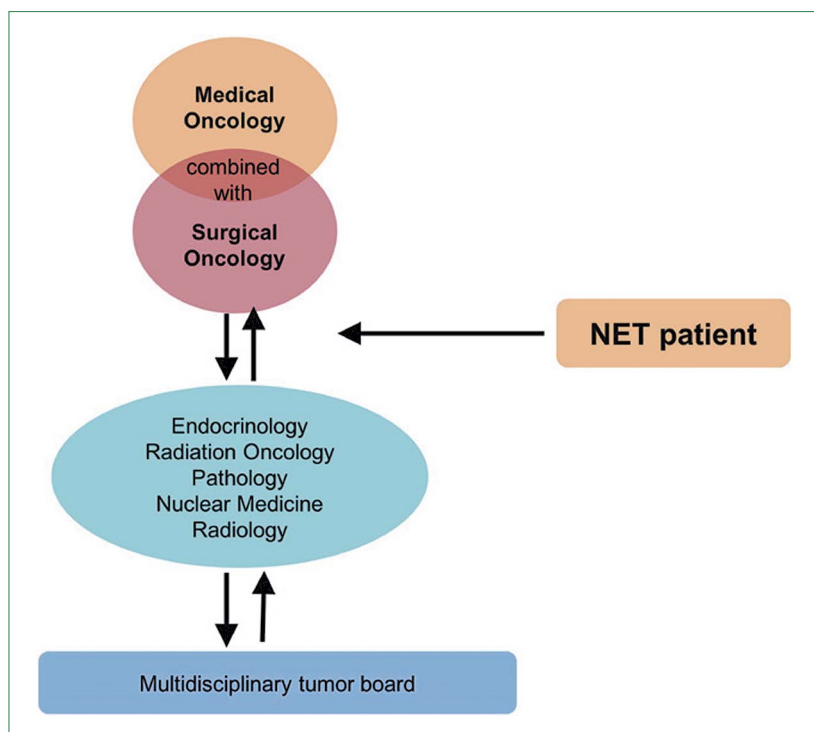 Medical
Oncology
combined
with
Surgical
Oncology
NET patient
Endocrinology
Radiation Oncology
Pathology
Nuclear Medicine
Radiology
Multidisciplinary tumor board